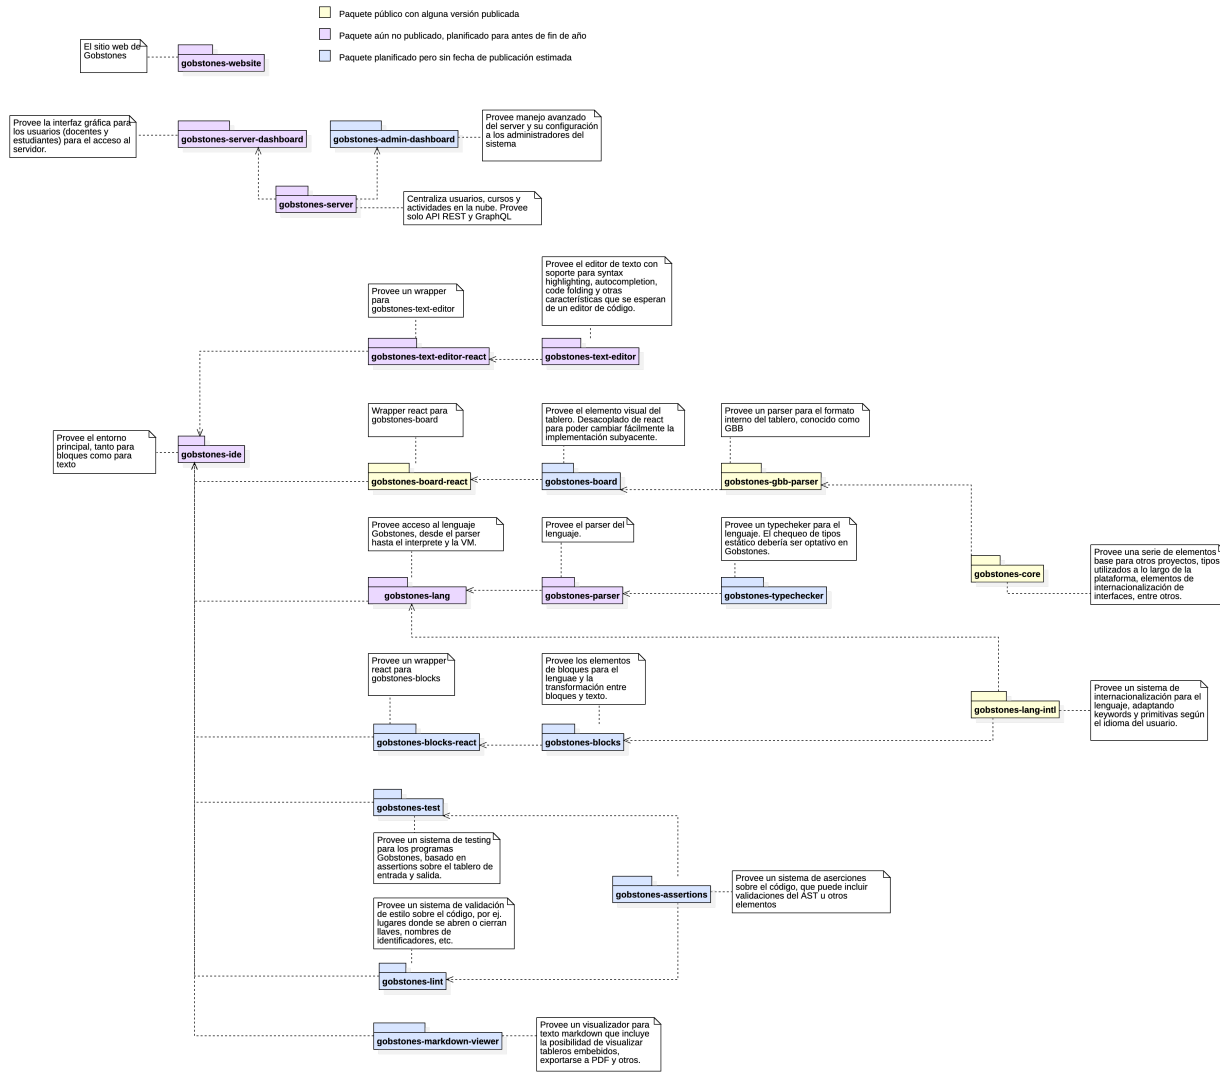 Paquete público con alguna versión publicada
Paquete aún no publicado, planificado para antes de fin de año
Paquete planificado pero sin fecha de publicación estimada
El sitio web de
Gobstones
gobstones-website
Provee la interfaz gráfica para
los usuarios (docentes y
estudiantes) para el acceso al
servidor.
gobstones-server-dashboard
gobstones-admin-dashboard
Provee manejo avanzado
del server y su configuración
a los administradores del
sistema
gobstones-server
Centraliza usuarios, cursos y
actividades en la nube. Provee
solo API REST y GraphQL
Provee un wrapper
para
gobstones-text-editor
Provee el editor de texto con
soporte para syntax
highlighting, autocompletion,
code folding y otras
características que se esperan
de un editor de código.
gobstones-text-editor-react
gobstones-text-editor
Provee el entorno
principal, tanto para
bloques como para
texto
gobstones-ide
Wrapper react para
gobstones-board
Provee el elemento visual del
tablero. Desacoplado de react
para poder cambiar fácilmente la
implementación subyacente.
Provee un parser para el formato
interno del tablero, conocido como
GBB
gobstones-board-react
gobstones-board
gobstones-gbb-parser
Provee acceso al lenguaje
Gobstones, desde el parser
hasta el interprete y la VM.
Provee el parser del
lenguaje.
Provee un typecheker para el
lenguaje. El chequeo de tipos
estático debería ser optativo en
Gobstones.
gobstones-core
Provee una serie de elementos
base para otros proyectos, tipos
utilizados a lo largo de la
plataforma, elementos de
internacionalización de
interfaces, entre otros.
gobstones-lang
gobstones-parser
gobstones-typechecker
Provee un wrapper
react para
gobstones-blocks
Provee los elementos
de bloques para el
lenguae y la
transformación entre
bloques y texto.
gobstones-lang-intl
Provee un sistema de
internacionalización para el
lenguaje, adaptando
keywords y primitivas según
el idioma del usuario.
gobstones-blocks-react
gobstones-blocks
gobstones-test
Provee un sistema de testing
para los programas
Gobstones, basado en
assertions sobre el tablero de
entrada y salida.
gobstones-assertions
Provee un sistema de aserciones
sobre el código, que puede incluir
validaciones del AST u otros
elementos
Provee un sistema de validación
de estilo sobre el código, por ej.
lugares donde se abren o cierran
llaves, nombres de
identificadores, etc.
gobstones-lint
gobstones-markdown-viewer
Provee un visualizador para
texto markdown que incluye
la posibilidad de visualizar
tableros embebidos,
exportarse a PDF y otros.